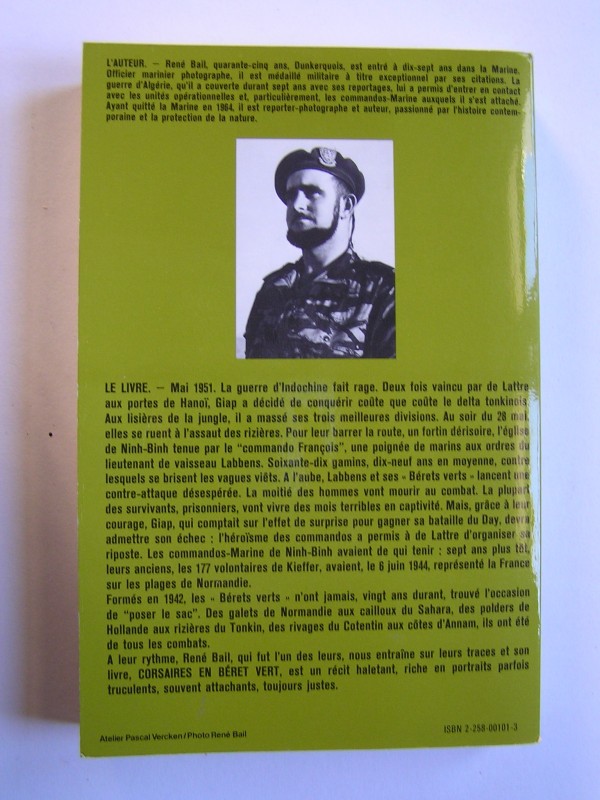 L'AUTEUR. — René Bail, quarante-cinq ans, Dunkerquois, est entré à dix-sept ans dans la Marine.
Officier marinier photographe, il est médaillé militaire à titre exceptionnel par ses citations. La
guerre d'Algérie, qu'il a couverte durant sept ans avec ses reportages, lui a permis d'entrer en contact
avec les unités opérationnelles et, particulièrement, les commandos-Marine auxquels il s'est attaché.
Ayant quitté la Marine en 1964, il est reporter-photographe et auteur, passionné par l'histoire contem-
poraine et la protection de la nature.
LE LIVRE. — Mai 1951. La guerre d'Indochine fait rage. Deux fois vaincu par de Lattre
aux portes de Hanoï, Giap a décidé de conquérir coûte que coûte le delta tonkinois.
Aux lisières de la jungle, il a massé ses trois meilleures divisions. Au soir du 28 mai,
elles se ruent à l'assaut des rizières. Pour leur barrer la route, un fortin dérisoire, l'église
de Ninh-Binh tenue par le "commando François", une poignée de marins aux ordres du
lieutenant de vaisseau Labbens. Soixante-dix gamins, dix-neuf ans en moyenne, contre
lesquels se brisent les vagues viêts. A l'aube, Labbens et ses « Bérets verts » lancent une
contre-attaque désespérée. La moitié des hommes vont mourir au combat. La plupart
des survivants, prisonniers, vont vivre des mois terribles en captivité. Mais, grâce à leur
courage, Giap, qui comptait sur l'effet de surprise pour gagner sa bataille du Day, devra
admettre son échec : l'héroïsme des commandos a permis à de Lattre d'organiser sa
riposte. Les commandos-Marine de Ninh-Binh avaient de qui tenir : sept ans plus tôt,
leurs anciens, les 177 volontaires de Kieffer, avaient, le 6 juin 1944, représenté la France
sur les plages de Normandie.
Formés en 1942, les « Bérets verts » n'ont jamais, vingt ans durant, trouvé l'occasion
de "poser le sac". Des galets de Normandie aux cailloux du Sahara, des polders de
Hollande aux rizières du Tonkin, des rivages du Cotentin aux côtes d'Annam, ils ont été
de tous les combats.
A leur rythme, René Bail, qui fut l'un des leurs, nous entraîne sur leurs traces et son
livre, CORSAIRES EN BÉRET VERT, est un récit haletant, riche en portraits parfois
truculents, souvent attachants, toujours justes.
Atelier Pascal Vercken/Photo René Bail
ISBN 2-258-00101-3